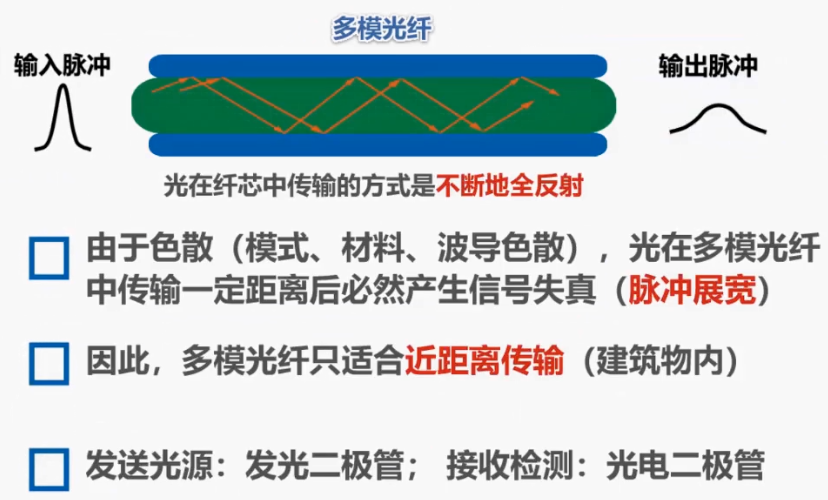 多模光纤
输入脉冲
输出脉冲
光在纤芯中传输的方式是不断地全反射
由于色散（模式、材料、波导色散），光在多模光纤
中传输一定距离后必然产生信号失真（脉冲展宽）
因此，多模光纤只适合近距离传输（建筑物内）
发送光源：发光二极管； 接收检测：光电二极管